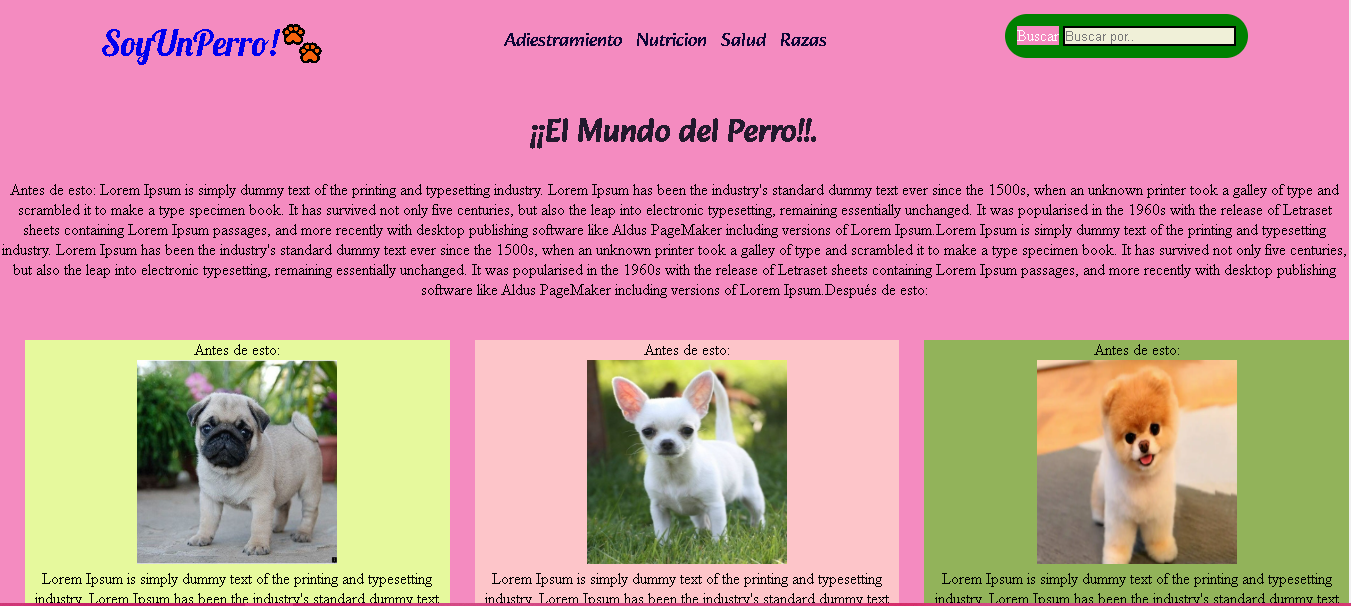 SoyUnPerro!
Adiestramiento Nutricion Salud Razas
Buscar Buscar por..
¡¡El Mundo del Perro!!.
Antes de esto: Lorem Ipsum is simply dummy text of the printing and typesetting industry. Lorem Ipsum has been the industry's standard dummy text ever since the 1500s, when an unknown printer took a galley of type and
scrambled it to make a type specimen book. It has survived not only five centuries, but also the leap into electronic typesetting, remaining essentially unchanged. It was popularised in the 1960s with the release of Letraset
sheets containing Lorem Ipsum passages, and more recently with desktop publishing software like Aldus PageMaker including versions of Lorem Ipsum.Lorem Ipsum is simply dummy text of the printing and typesetting
industry. Lorem Ipsum has been the industry's standard dummy text ever since the 1500s, when an unknown printer took a galley of type and scrambled it to make a type specimen book. It has survived not only five centuries,
but also the leap into electronic typesetting, remaining essentially unchanged. It was popularised in the 1960s with the release of Letraset sheets containing Lorem Ipsum passages, and more recently with desktop publishing
software like Aldus PageMaker including versions of Lorem Ipsum.Después de esto:
Antes de esto:
Lorem Ipsum is simply dummy text of the printing and typesetting
industry. Lorem Ipsum has been the industry's standard dummy text
Antes de esto:
Lorem Ipsum is simply dummy text of the printing and typesetting
industry. Lorem Ipsum has been the industry's standard dummy text
Antes de esto:
Lorem Ipsum is simply dummy text of the printing and typesetting
industry. Lorem Ipsum has been the industry's standard dummy text